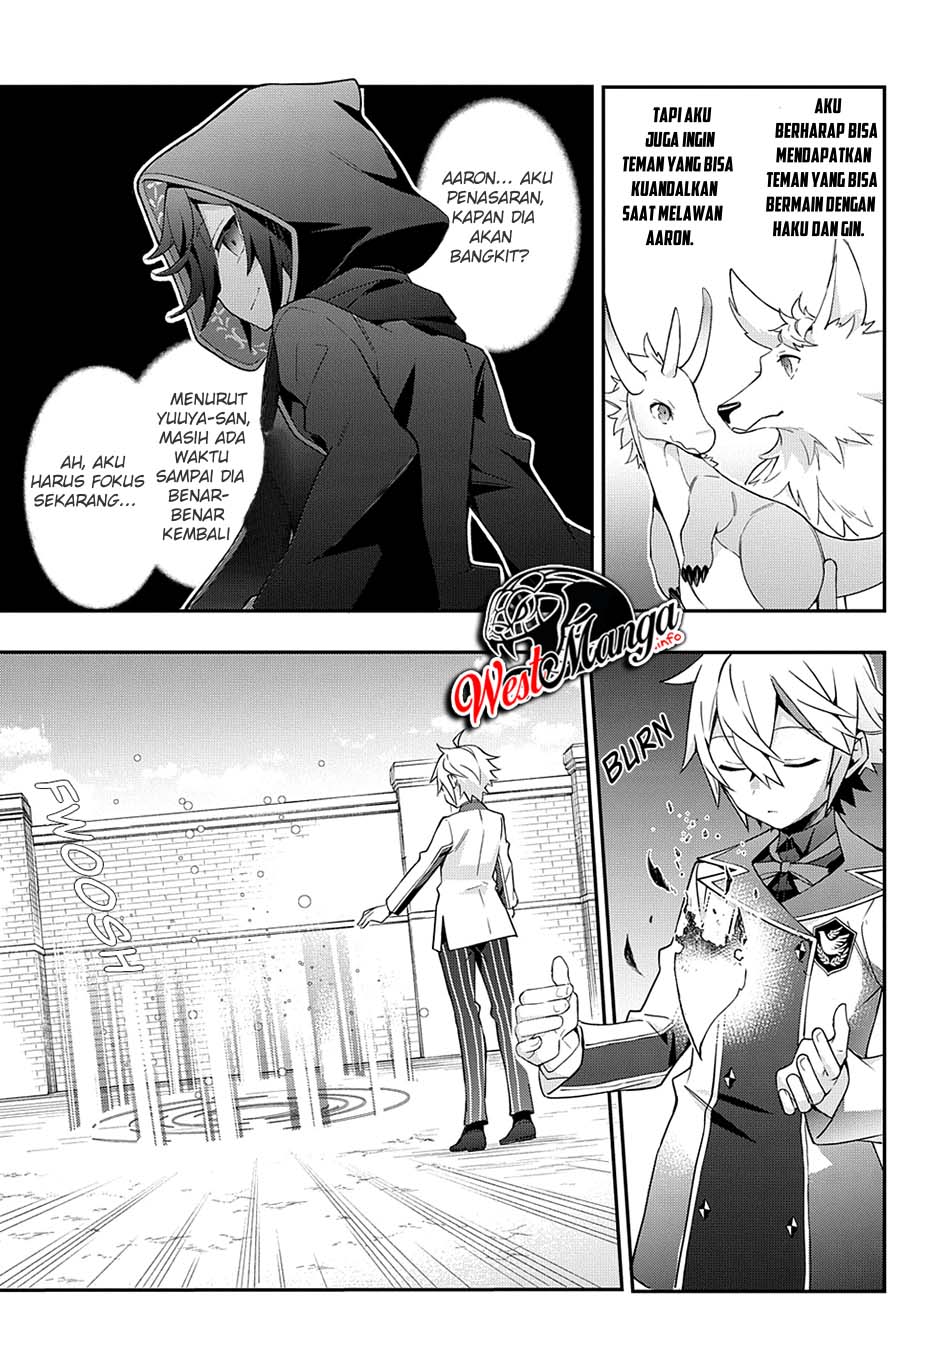 AKU
BERHARAP BISA
MENDAPATKAN
TEMAN YANG BISA
BERMAIN DENGAN
HAKU DAN GIN.
TAPI AKU
JUGA INGIN
TEMAN YANG BISA
KUANDALKAN
SAAT MELAWAN
AARON.
AARON... AKU
PENASARAN,
KAPAN DIA
AKAN
BANGKIT?
MENURUT
YUUYA-SAN,
MASIH ADA
WAKTU
SAMPAI DIA
BENAR-
BENAR
KEMBALI
AH, AKU
HARUS FOKUS
SEKARANG...
WestManga
.info
BURN
FWOOSH